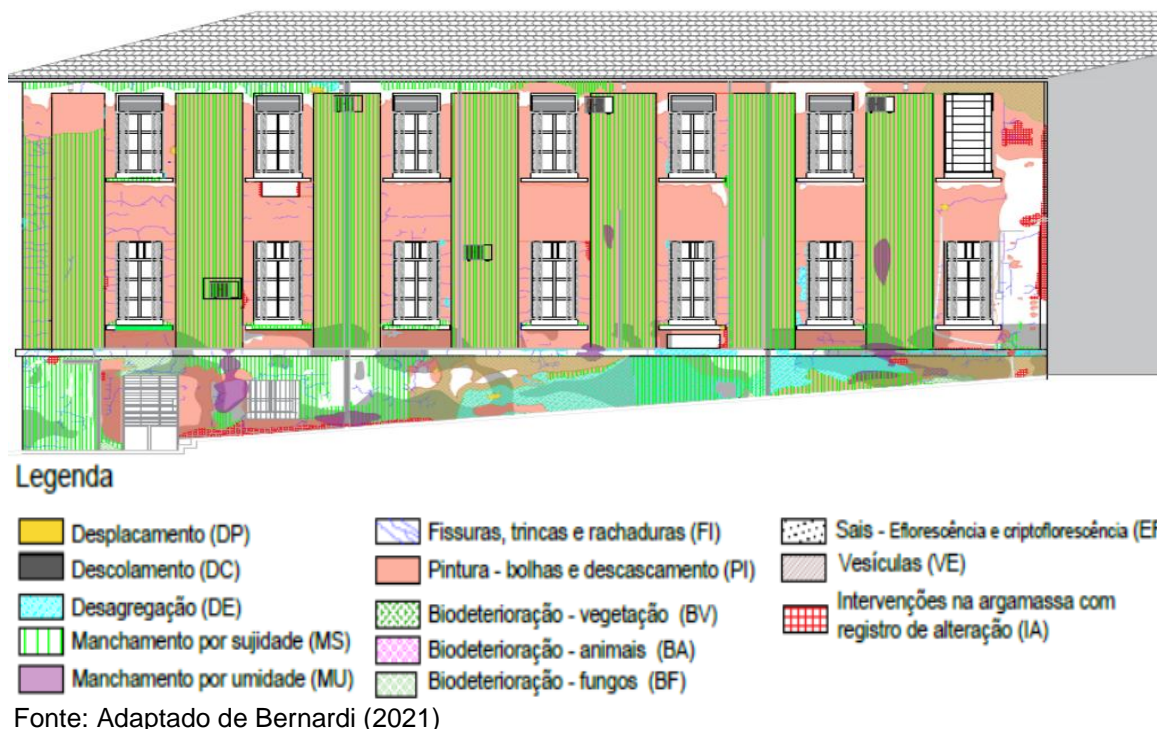 Legenda
Desplacamento (DP)
Descolamento (DC)
Desagregação (DE)
Manchamento por sujidade (MS)
Manchamento por umidade (MU)
Fissuras, trincas e rachaduras (FI)
Pintura - bolhas e descascamento (PI)
Biodeterioração - vegetação (BV)
Biodeterioração - animais (BA)
Biodeterioração - fungos (BF)
Sais - Eflorescência e criptoflorescência (EF
Vesículas (VE)
Intervenções na argamassa com
registro de alteração (IA)
Fonte: Adaptado de Bernardi (2021)